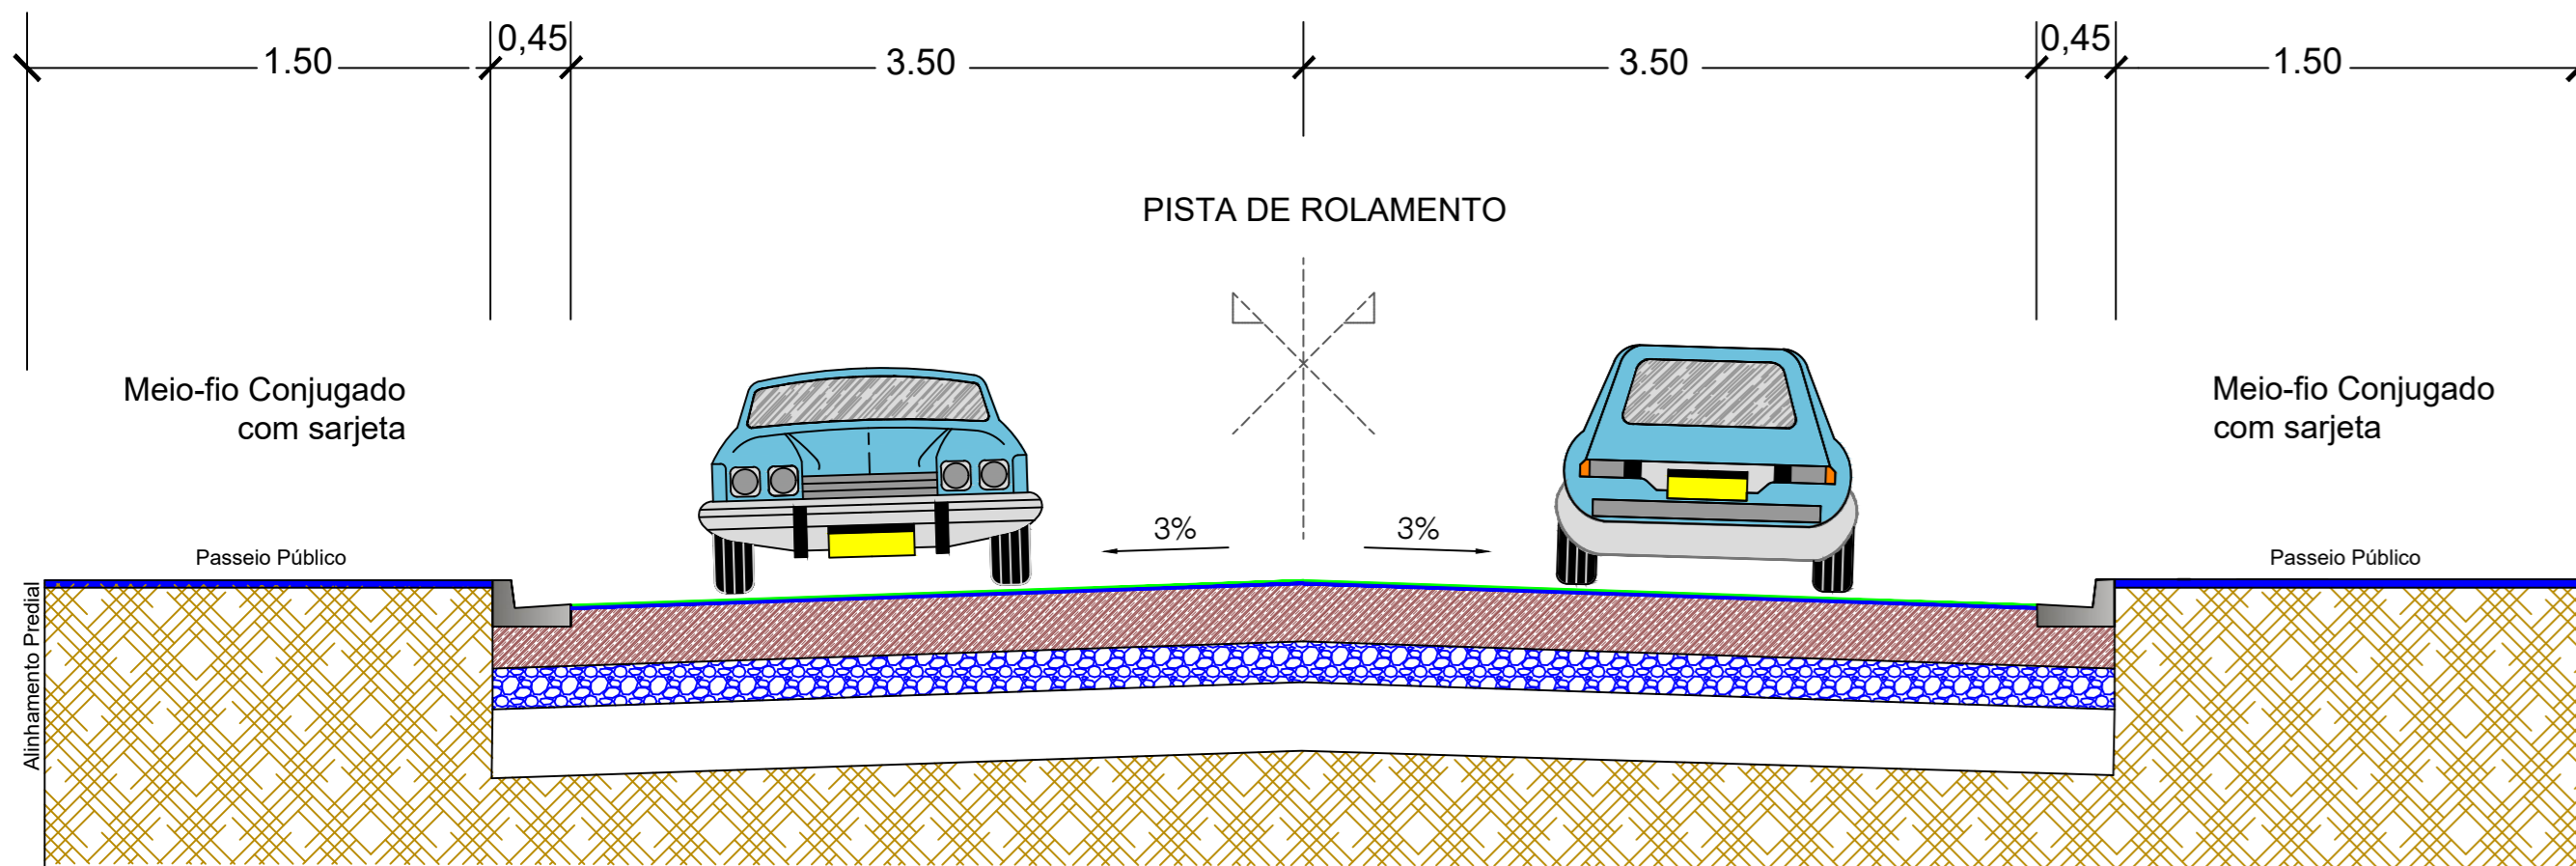 1.50
0,45
3.50
3.50
0,45
1.50
PISTA DE ROLAMENTO
Meio-fio Conjugado
com sarjeta
Meio-fio Conjugado
com sarjeta
3%
3%
Passeio Público
Passeio Público
Alinhamento Predial